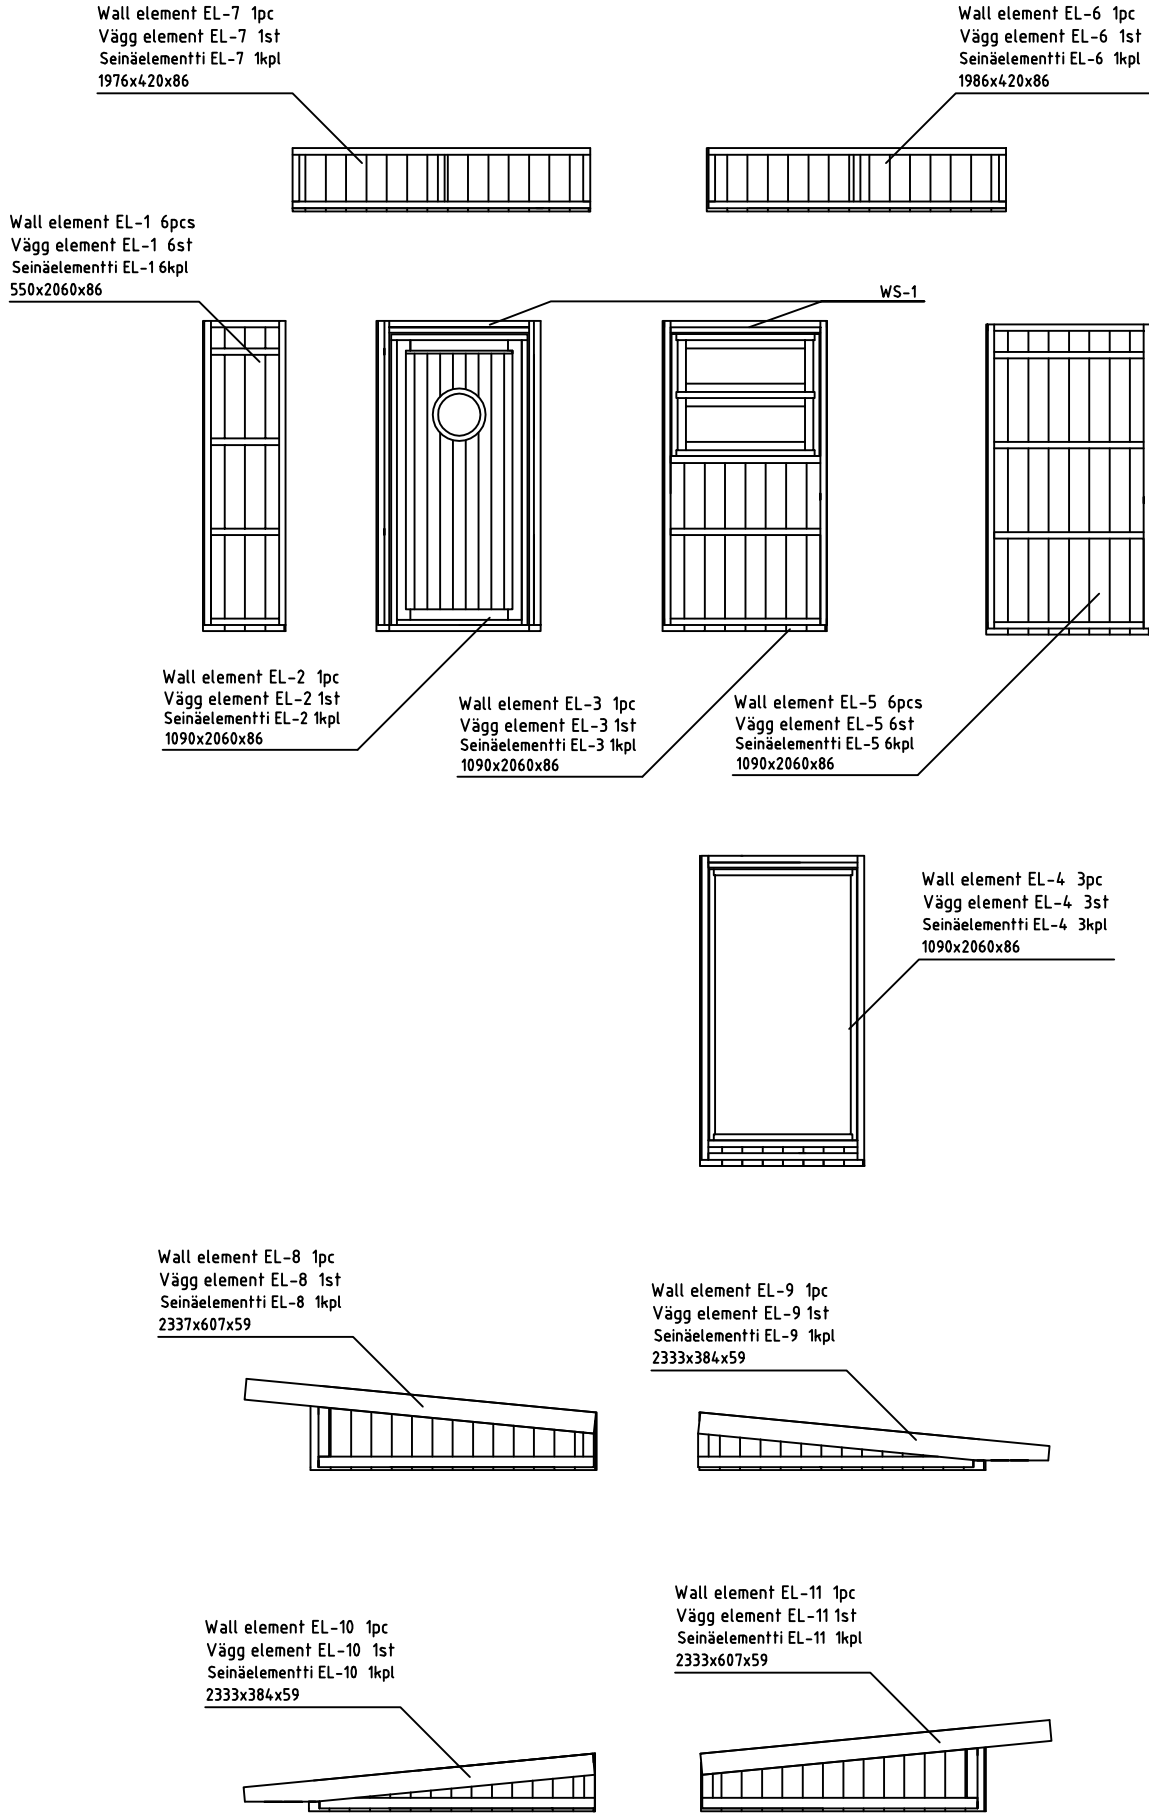 Wall element EL-7 1pc
Vägg element EL-7 1st
Seinäelementti EL-7 1kpl
1976x420x86
Wall element EL-6 1pc
Vägg element EL-6 1st
Seinäelementti EL-6 1kpl
1986x420x86
Wall element EL-1 6pcs
Vägg element EL-1 6st
Seinäelementti EL-1 6kpl
550x2060x86
WS-1
Wall element EL-2 1pc
Vägg element EL-2 1st
Seinäelementti EL-2 1kpl
1090x2060x86
Wall element EL-3 1pc
Vägg element EL-3 1st
Seinäelementti EL-3 1kpl
1090x2060x86
Wall element EL-5 6pcs
Vägg element EL-5 6st
Seinäelementti EL-5 6kpl
1090x2060x86
Wall element EL-4 3pc
Vägg element EL-4 3st
Seinäelementti EL-4 3kpl
1090x2060x86
Wall element EL-8 1pc
Vägg element EL-8 1st
Seinäelementti EL-8 1kpl
2337x607x59
Wall element EL-9 1pc
Vägg element EL-9 1st
Seinäelementti EL-9 1kpl
2333x384x59
Wall element EL-10 1pc
Vägg element EL-10 1st
Seinäelementti EL-10 1kpl
2333x384x59
Wall element EL-11 1pc
Vägg element EL-11 1st
Seinäelementti EL-11 1kpl
2333x607x59